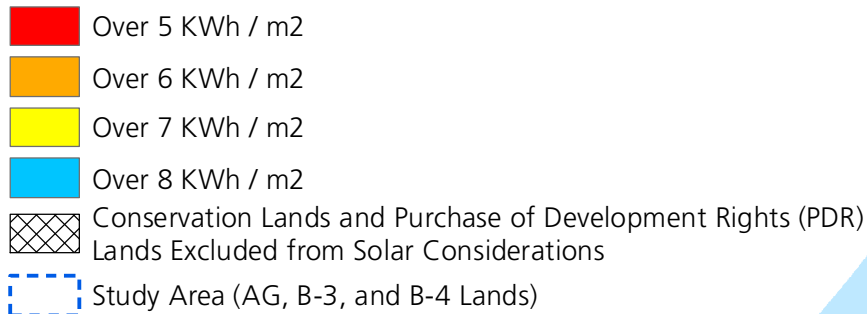 Over 5 KWh / m2
Over 6 KWh / m2
Over 7 KWh / m2
Over 8 KWh / m2
Conservation Lands and Purchase of Development Rights (PDR)
Lands Excluded from Solar Considerations
Study Area (AG, B-3, and B-4 Lands)